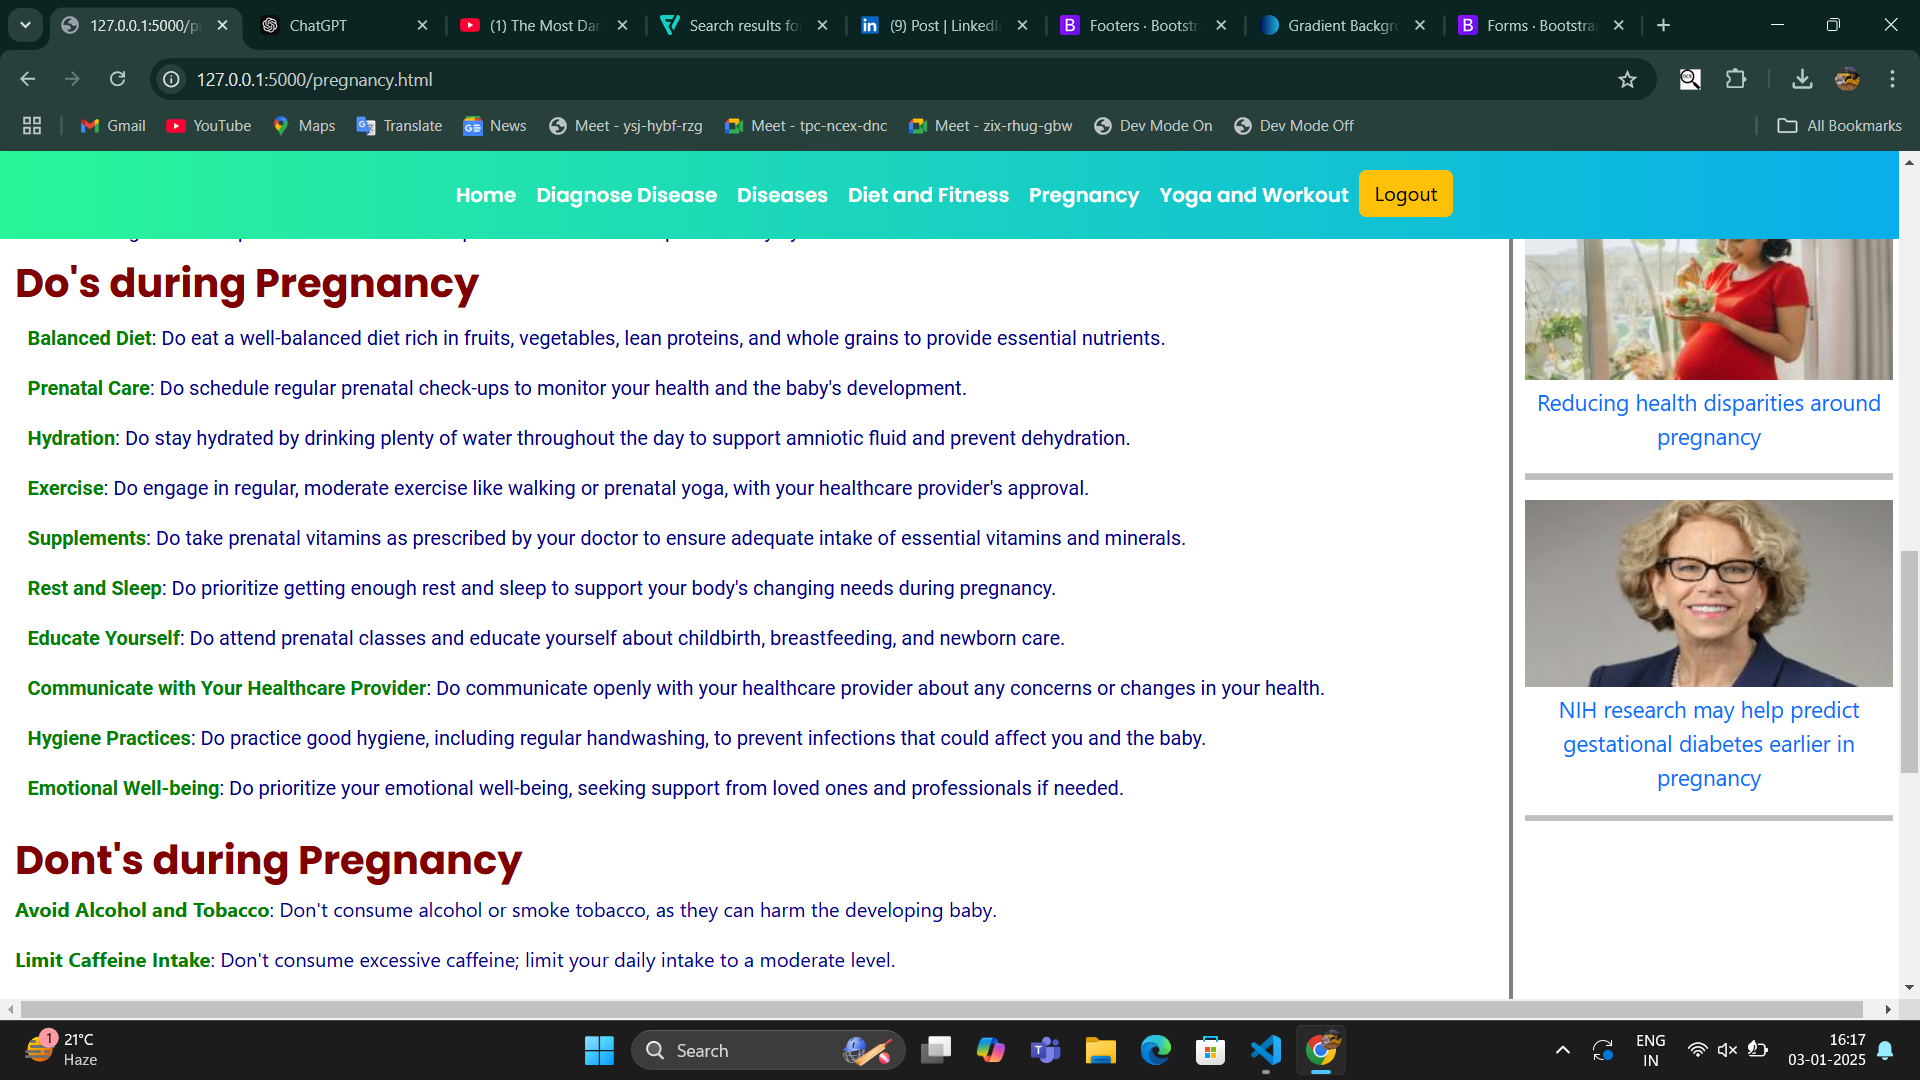 127.0.0.1:5000/pr
ChatGPT
(1) The Most Dar
Search results fo
(9) Post | LinkedI
Footers · Bootstr
Gradient Backgr
Forms · Bootstra
127.0.0.1:5000/pregnancy.html
Gmail
YouTube
Maps
Translate
News
Meet - ysj-hybf-rzg
Meet - tpc-ncex-dnc
Meet - zix-rhug-gbw
Dev Mode On
Dev Mode Off
All Bookmarks
Home Diagnose Disease Diseases Diet and Fitness Pregnancy Yoga and Workout Logout
Do's during Pregnancy
Balanced Diet: Do eat a well-balanced diet rich in fruits, vegetables, lean proteins, and whole grains to provide essential nutrients.
Prenatal Care: Do schedule regular prenatal check-ups to monitor your health and the baby's development.
Hydration: Do stay hydrated by drinking plenty of water throughout the day to support amniotic fluid and prevent dehydration.
Exercise: Do engage in regular, moderate exercise like walking or prenatal yoga, with your healthcare provider's approval.
Supplements: Do take prenatal vitamins as prescribed by your doctor to ensure adequate intake of essential vitamins and minerals.
Rest and Sleep: Do prioritize getting enough rest and sleep to support your body's changing needs during pregnancy.
Educate Yourself: Do attend prenatal classes and educate yourself about childbirth, breastfeeding, and newborn care.
Communicate with Your Healthcare Provider: Do communicate openly with your healthcare provider about any concerns or changes in your health.
Hygiene Practices: Do practice good hygiene, including regular handwashing, to prevent infections that could affect you and the baby.
Emotional Well-being: Do prioritize your emotional well-being, seeking support from loved ones and professionals if needed.
Dont's during Pregnancy
Avoid Alcohol and Tobacco: Don't consume alcohol or smoke tobacco, as they can harm the developing baby.
Limit Caffeine Intake: Don't consume excessive caffeine; limit your daily intake to a moderate level.
Reducing health disparities around
pregnancy
NIH research may help predict
gestational diabetes earlier in
pregnancy
1
21°C
Haze
Search
ENG
IN
16:17
03-01-2025